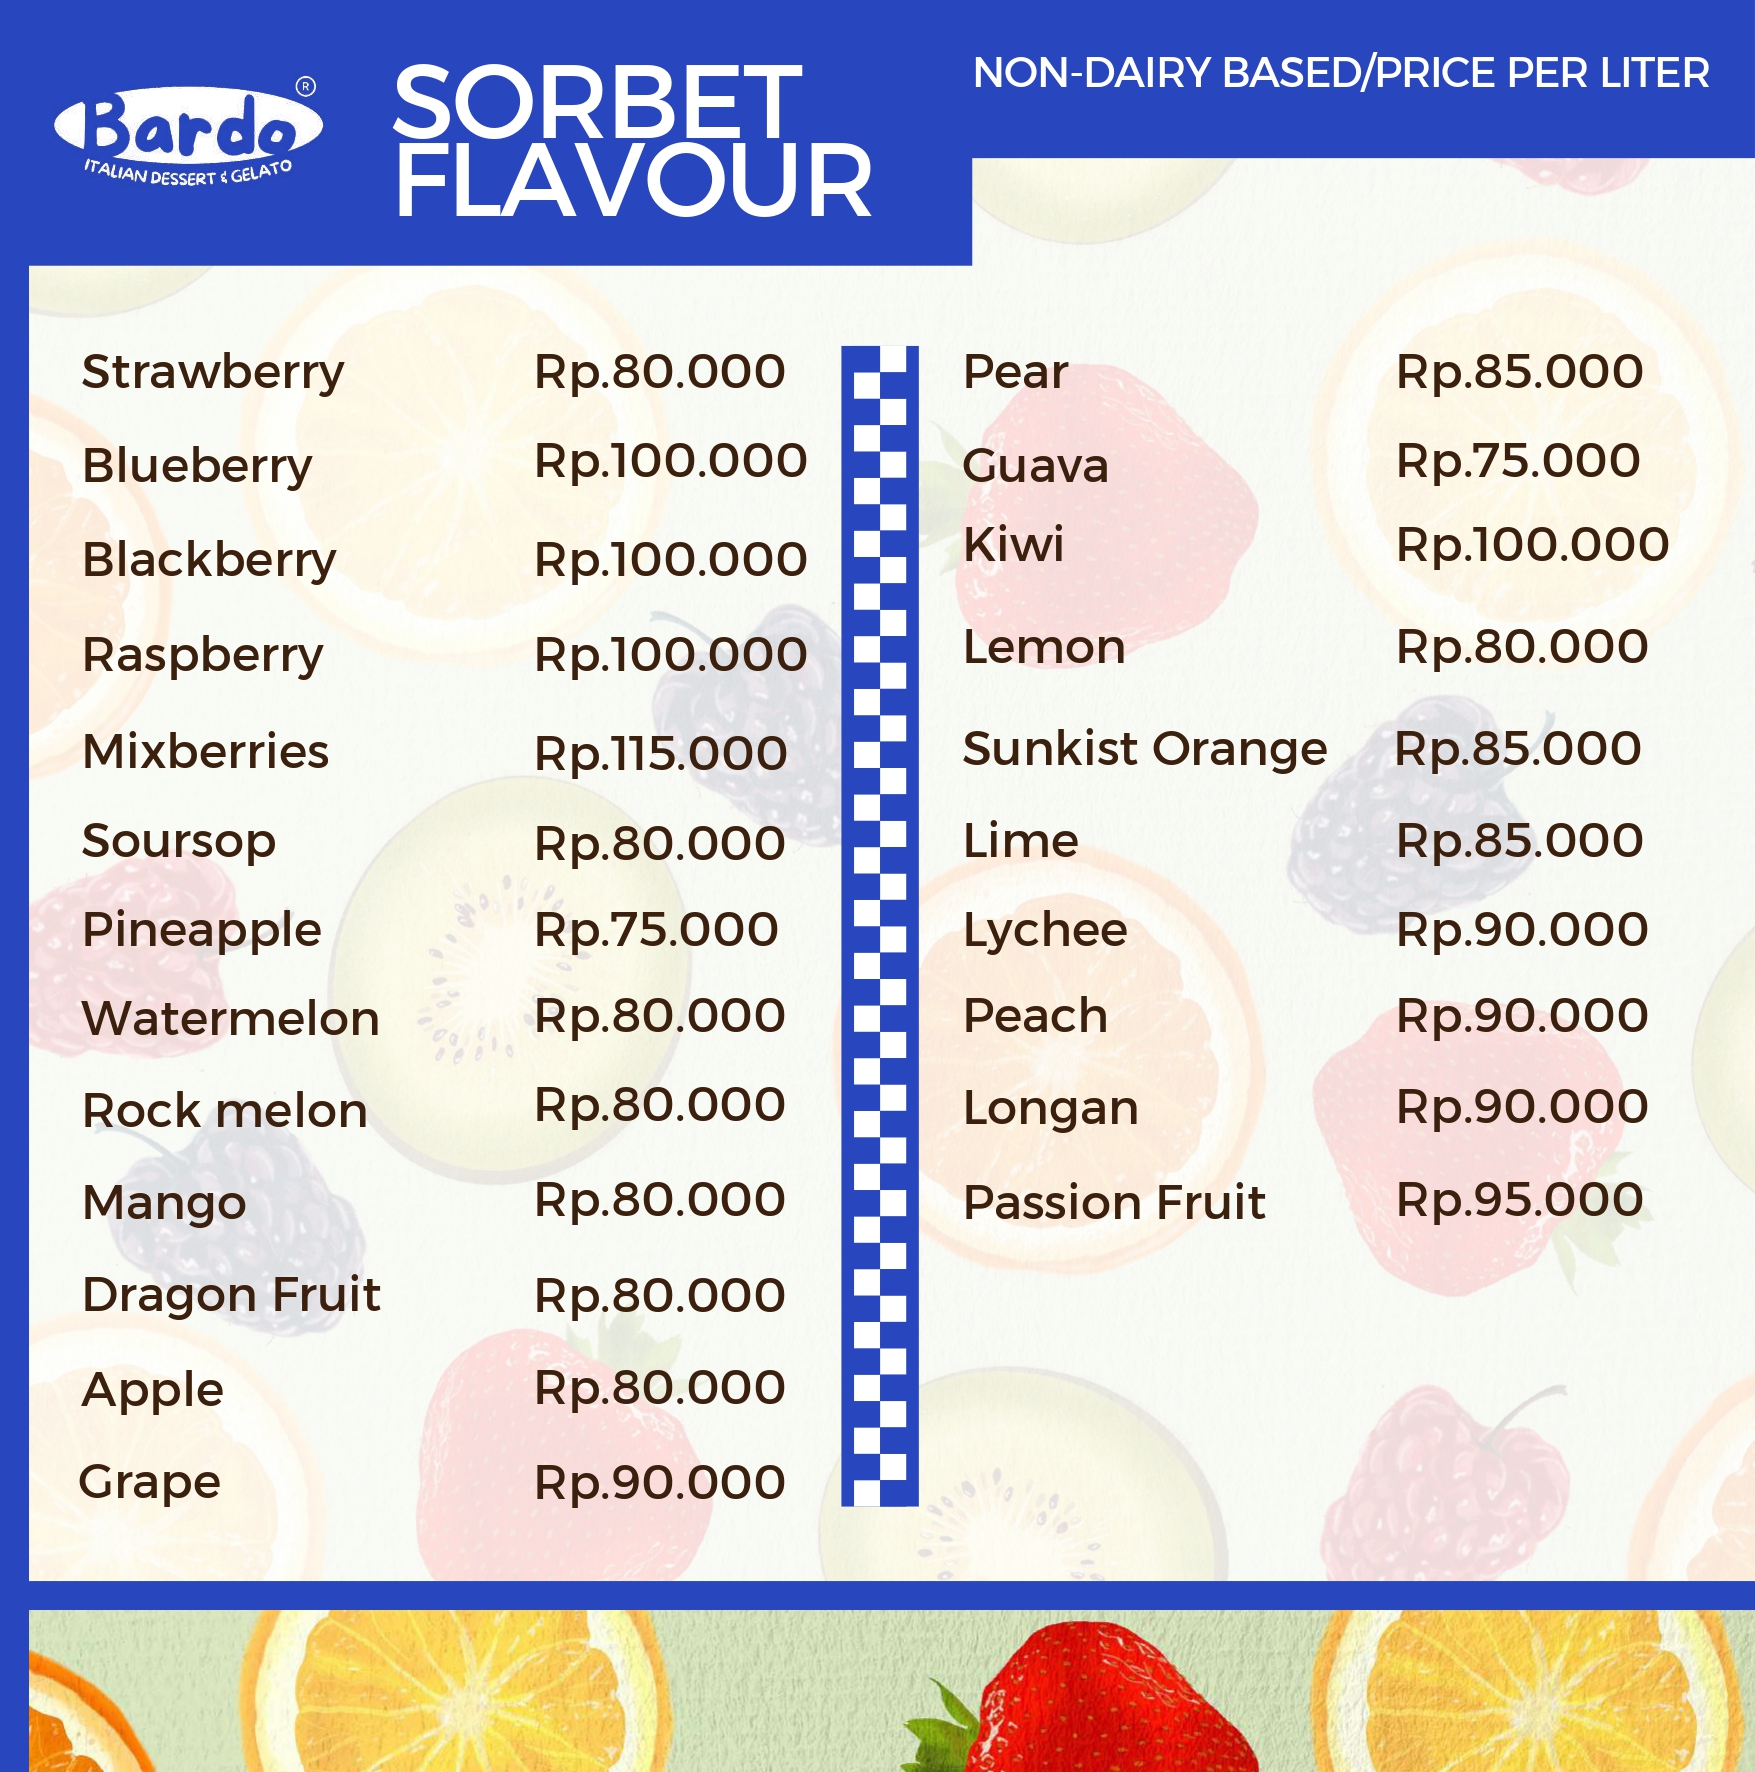 Bardo ®
ITALIAN DESSERT & GELATO
SORBET
FLAVOUR
NON-DAIRY BASED/PRICE PER LITER
Strawberry Rp.80.000
Blueberry Rp.100.000
Blackberry Rp.100.000
Raspberry Rp.100.000
Mixberries Rp.115.000
Soursop Rp.80.000
Pineapple Rp.75.000
Watermelon Rp.80.000
Rock melon Rp.80.000
Mango Rp.80.000
Dragon Fruit Rp.80.000
Apple Rp.80.000
Grape Rp.90.000
Pear Rp.85.000
Guava Rp.75.000
Kiwi Rp.100.000
Lemon Rp.80.000
Sunkist Orange Rp.85.000
Lime Rp.85.000
Lychee Rp.90.000
Peach Rp.90.000
Longan Rp.90.000
Passion Fruit Rp.95.000